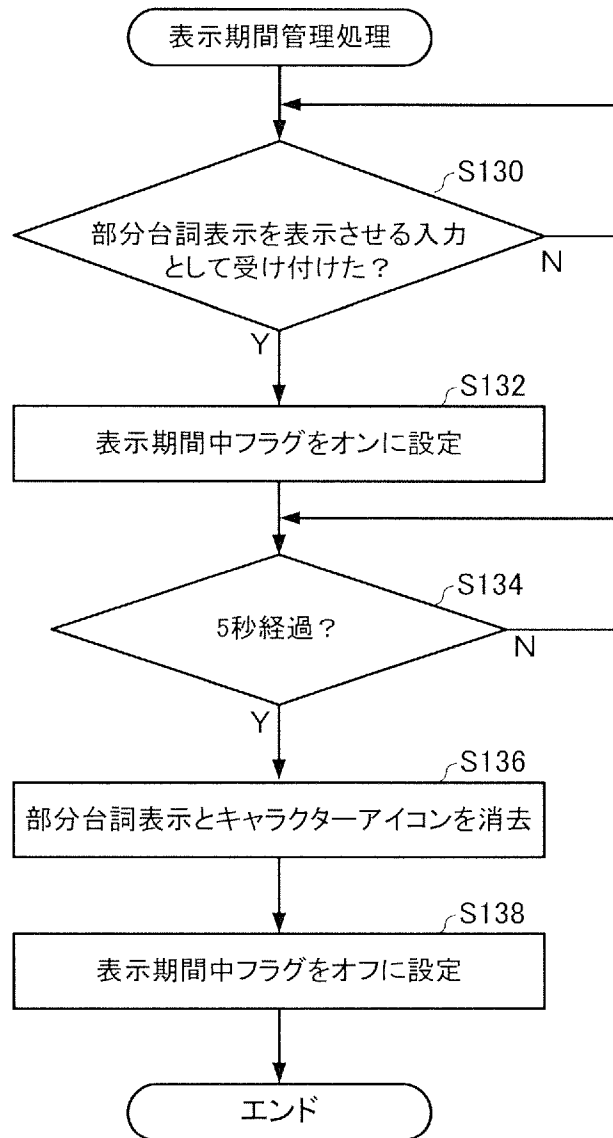 表示期間管理処理
S130
部分台詞表示を表示させる入力
として受け付けた？
N
Y
S132
表示期間中フラグをオンに設定
S134
5秒経過？
N
Y
S136
部分台詞表示とキャラクターアイコンを消去
S138
表示期間中フラグをオフに設定
エンド